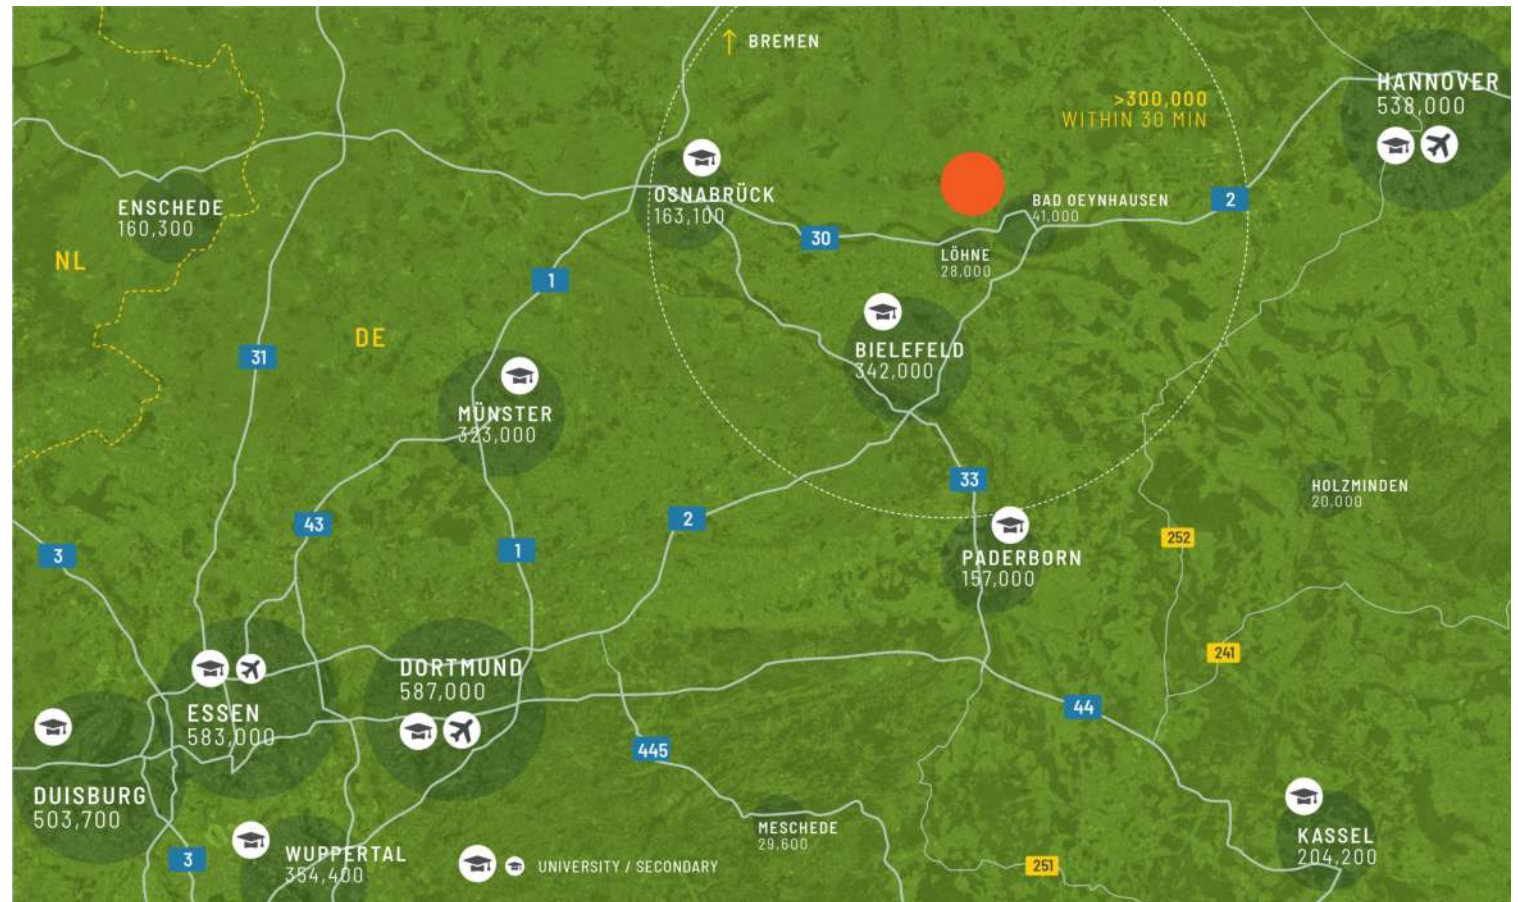 ↑ BREMEN
HANNOVER
538,000
>300,000
WITHIN 30 MIN
OSNABRÜCK
163,100
BAD OEYNHAUSEN
41,000
2
ENSCHEDE
160,300
30
LÖHNE
28,000
NL
1
DE
31
BIELEFELD
342,000
MÜNSTER
323,000
33
HOLZMINDEN
20,000
43
2
3
1
252
PADERBORN
157,000
241
DORTMUND
587,000
ESSEN
583,000
44
445
DUISBURG
503,700
MESCHEDE
29,600
KASSEL
204,200
3
WUPPERTAL
354,400
UNIVERSITY / SECONDARY
251